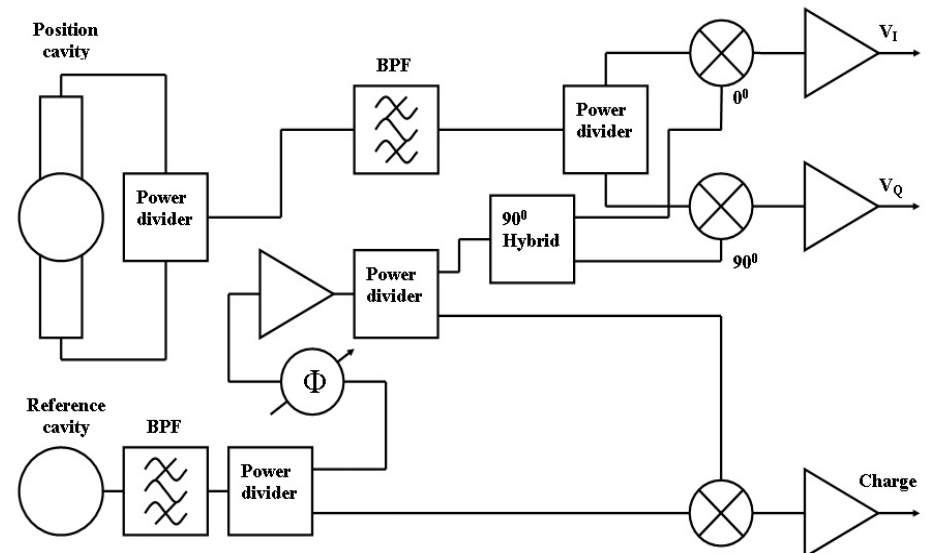 Position
cavity
BPF
Power
divider
V_I
0⁰
Power
divider
90⁰
Hybrid
V_Q
90⁰
Power
divider
Φ
Reference
cavity
BPF
Power
divider
Charge